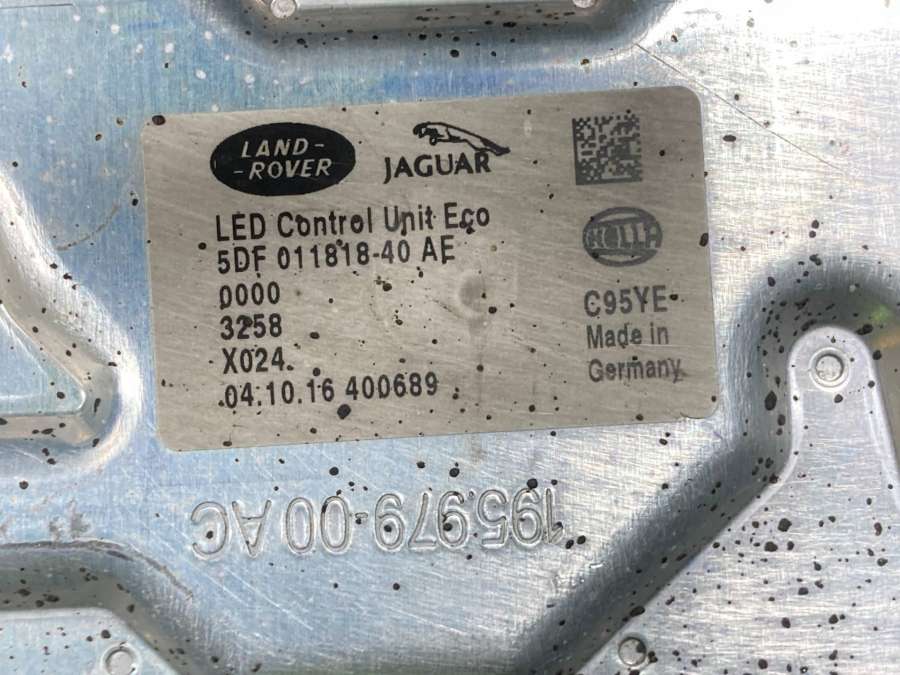 LAND-
-ROVER
JAGUAR
LED Control Unit Eco
5DF 011818-40 AE
0000
3258
X024
04.10.16 400689
HELLA
C95YE
Made in
Germany
195.979-00 AC